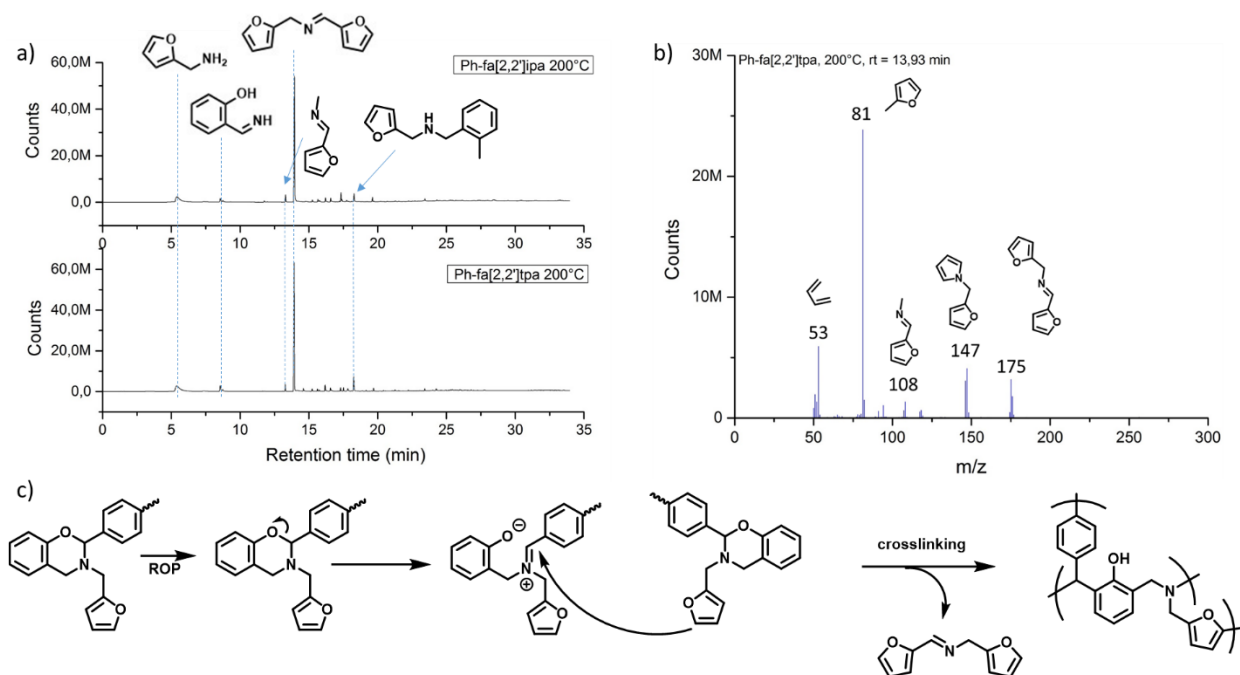 a)
O
NH₂
OH
NH
O
N
O
Ph-fa[2,2']ipa 200°C
N
O
O
N
H
60,0M
40,0M
20,0M
0,0
Counts
0 5 10 15 20 25 30 35
Ph-fa[2,2']tpa 200°C
60,0M
40,0M
20,0M
0,0
Counts
0 5 10 15 20 25 30 35
Retention time (min)
b)
30M
20M
10M
0
Counts
Ph-fa[2,2']tpa, 200°C, rt = 13,93 min
O
81
53
N
O
108
N
O
147
O
N
O
175
0 50 100 150 200 250 300
m/z
c)
O
N
O
ROP
O
N
O
O
⊖
N
⊕
O
O
N
O
crosslinking
O
N
O
OH
N
O